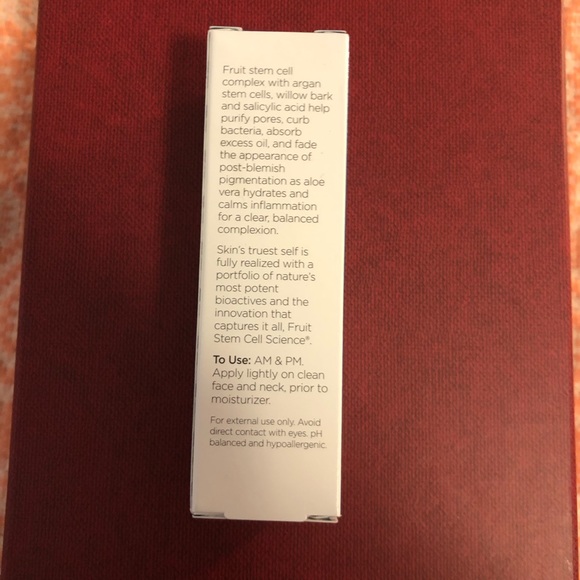 Fruit stem cell
complex with argan
stem cells, willow bark
and salicylic acid help
purify pores, curb
bacteria, absorb
excess oil, and fade
the appearance of
post-blemish
pigmentation as aloe
vera hydrates and
calms inflammation
for a clear, balanced
complexion.
Skin's truest self is
fully realized with a
portfolio of nature's
most potent
bioactives and the
innovation that
captures it all, Fruit
Stem Cell Science®.
To Use: AM & PM.
Apply lightly on clean
face and neck, prior to
moisturizer.
For external use only. Avoid
direct contact with eyes. pH
balanced and hypoallergenic.